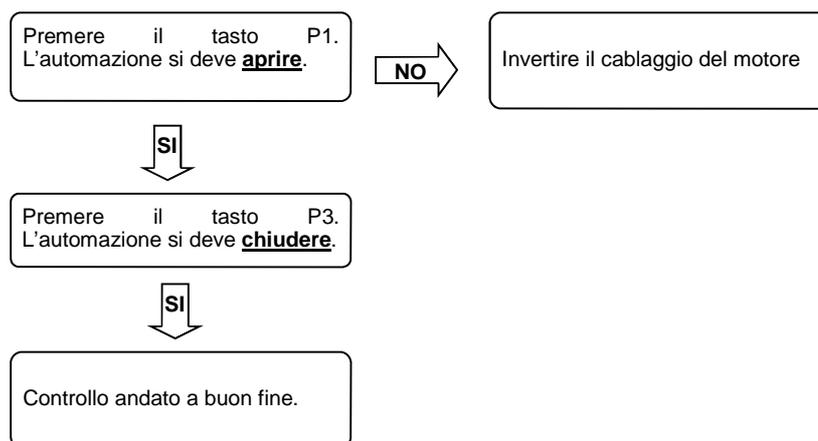 Premere il tasto P1.
L'automazione si deve aprire.
NO
Invertire il cablaggio del motore
SI
Premere il tasto P3.
L'automazione si deve chiudere.
SI
Controllo andato a buon fine.